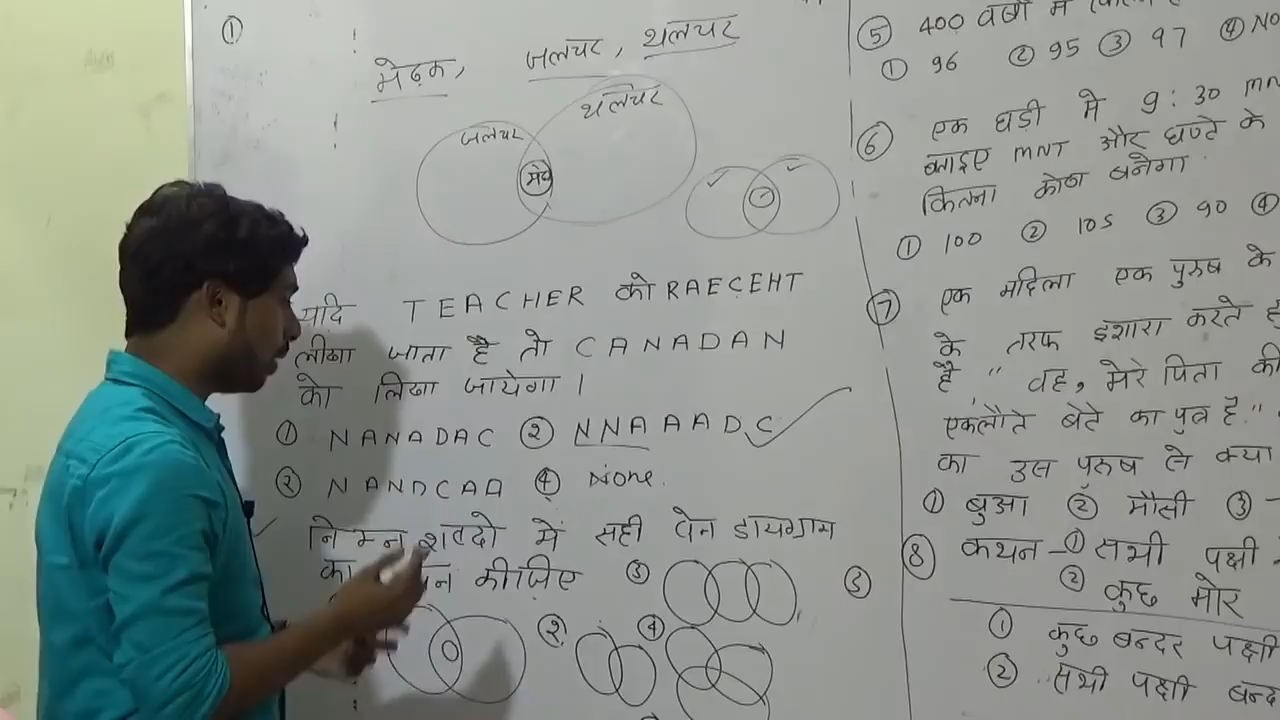 ①
मेढ़क, जलचर, थलचर
जलचर
थलचर
मेढ
यदि TEACHER को RAECEHT
लीखा जाता है तो CANADAN
को लिखा जायेगा ।
① NANADAC ② NNAAADC
② NANDCAA ④ None.
निम्न शवदो में सही वेन डायग्राम
का कीजिए ③
② ④
⑤
⑤ 400 वर्षो में
① 96 ② 95 ③ 97 ④ No
⑥ एक घड़ी मे 9:30 MN
बताइए MNT और घण्टे के
कितना कोण बनेगा
① 100 ② 105 ③ 90 ④
⑦ एक महिला एक पुरुष के
के तरफ इशारा करते
है " वह, मेरे पिता की
एकलौते बेटे का पुत्र है"
का उस पुरुष से क्या
① बुआ ② मौसी ③
⑧ कथन - ① सभी पक्षी
② कुछ मोर
① कुछ बन्दर पक्षी
② सभी पक्षी बन्द